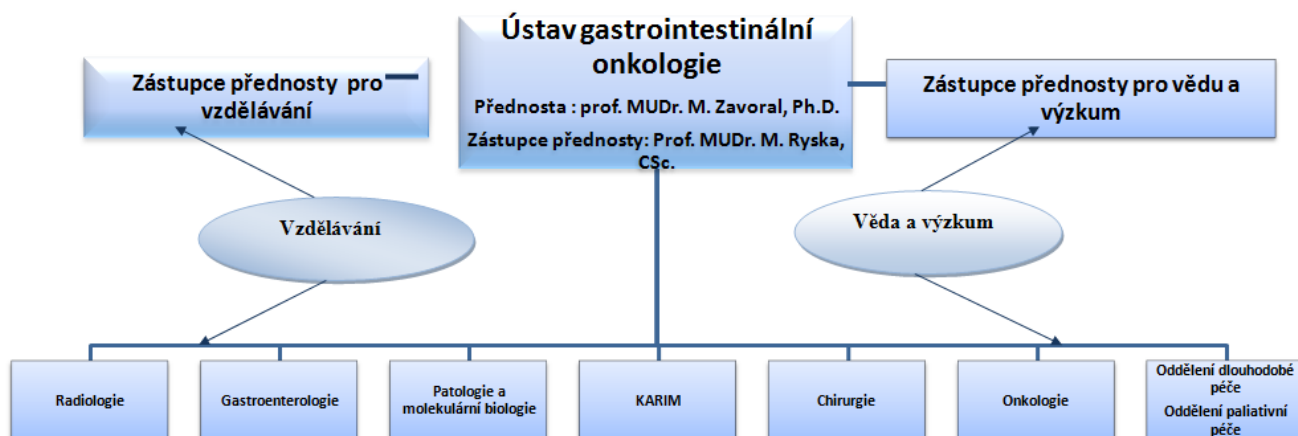 Ústav gastrointestinální
onkologie
Přednosta : prof. MUDr. M. Zavoral, Ph.D.
Zástupce přednosty: Prof. MUDr. M. Ryska,
CSc.
Zástupce přednosty pro
vzdělávání
Zástupce přednosty pro vědu a
výzkum
Vzdělávání
Věda a výzkum
Radiologie
Gastroenterologie
Patologie a
molekulární biologie
KARIM
Chirurgie
Onkologie
Oddělení dlouhodobé
péče
Oddělení paliativní
péče